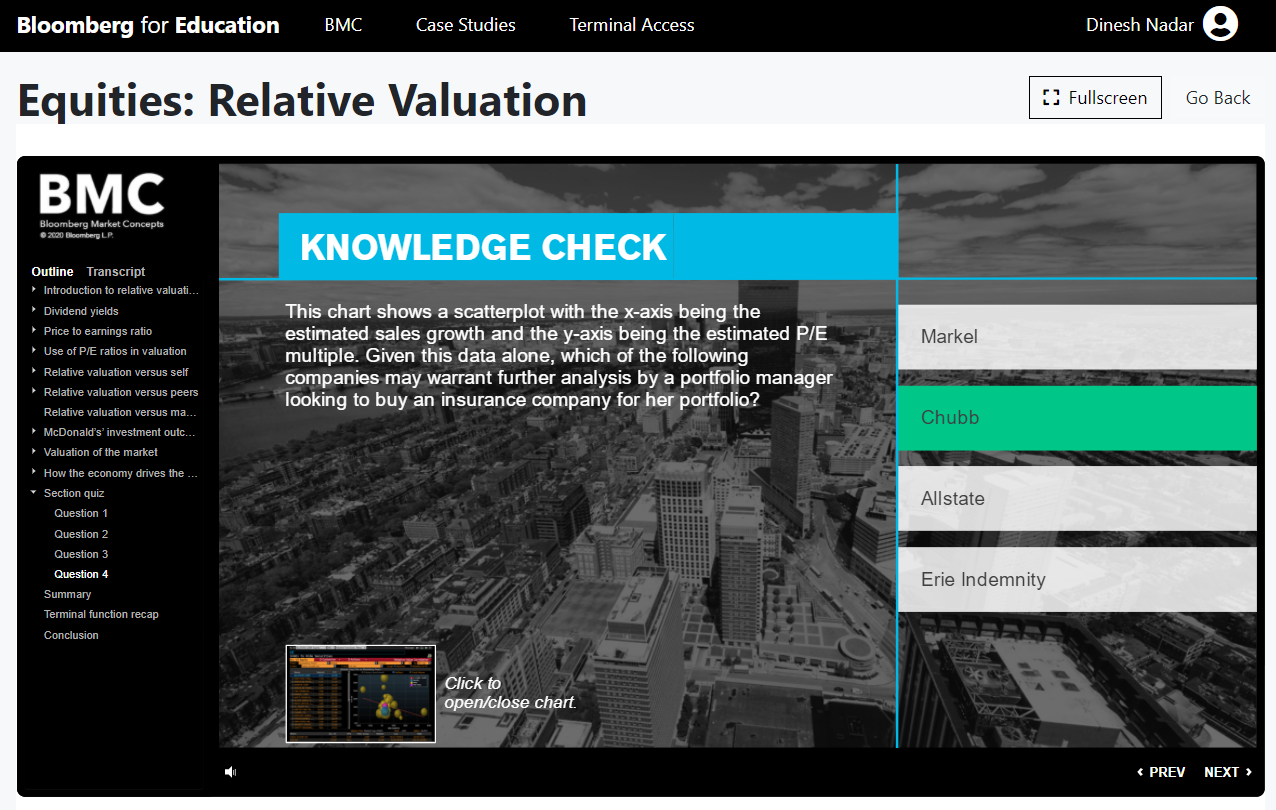 Bloomberg for Education
BMC
Case Studies
Terminal Access
Dinesh Nadar
Equities: Relative Valuation
Fullscreen
Go Back
BMC
Bloomberg Market Concepts
© 2020 Bloomberg L.P.
Outline
Transcript
Introduction to relative valuati...
Dividend yields
Price to earnings ratio
Use of P/E ratios in valuation
Relative valuation versus self
Relative valuation versus peers
Relative valuation versus ma...
McDonald's' investment outc...
Valuation of the market
How the economy drives the ...
Section quiz
Question 1
Question 2
Question 3
Question 4
Summary
Terminal function recap
Conclusion
KNOWLEDGE CHECK
This chart shows a scatterplot with the x-axis being the
estimated sales growth and the y-axis being the estimated P/E
multiple. Given this data alone, which of the following
companies may warrant further analysis by a portfolio manager
looking to buy an insurance company for her portfolio?
Click to
open/close chart.
Markel
Chubb
Allstate
Erie Indemnity
PREV
NEXT